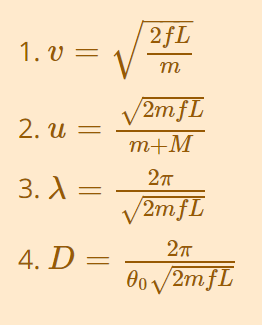 1. v = √(2fL/m)
2. u = √(2mfL)/(m+M)
3. λ = 2π/√(2mfL)
4. D = 2π/(θ₀√(2mfL))